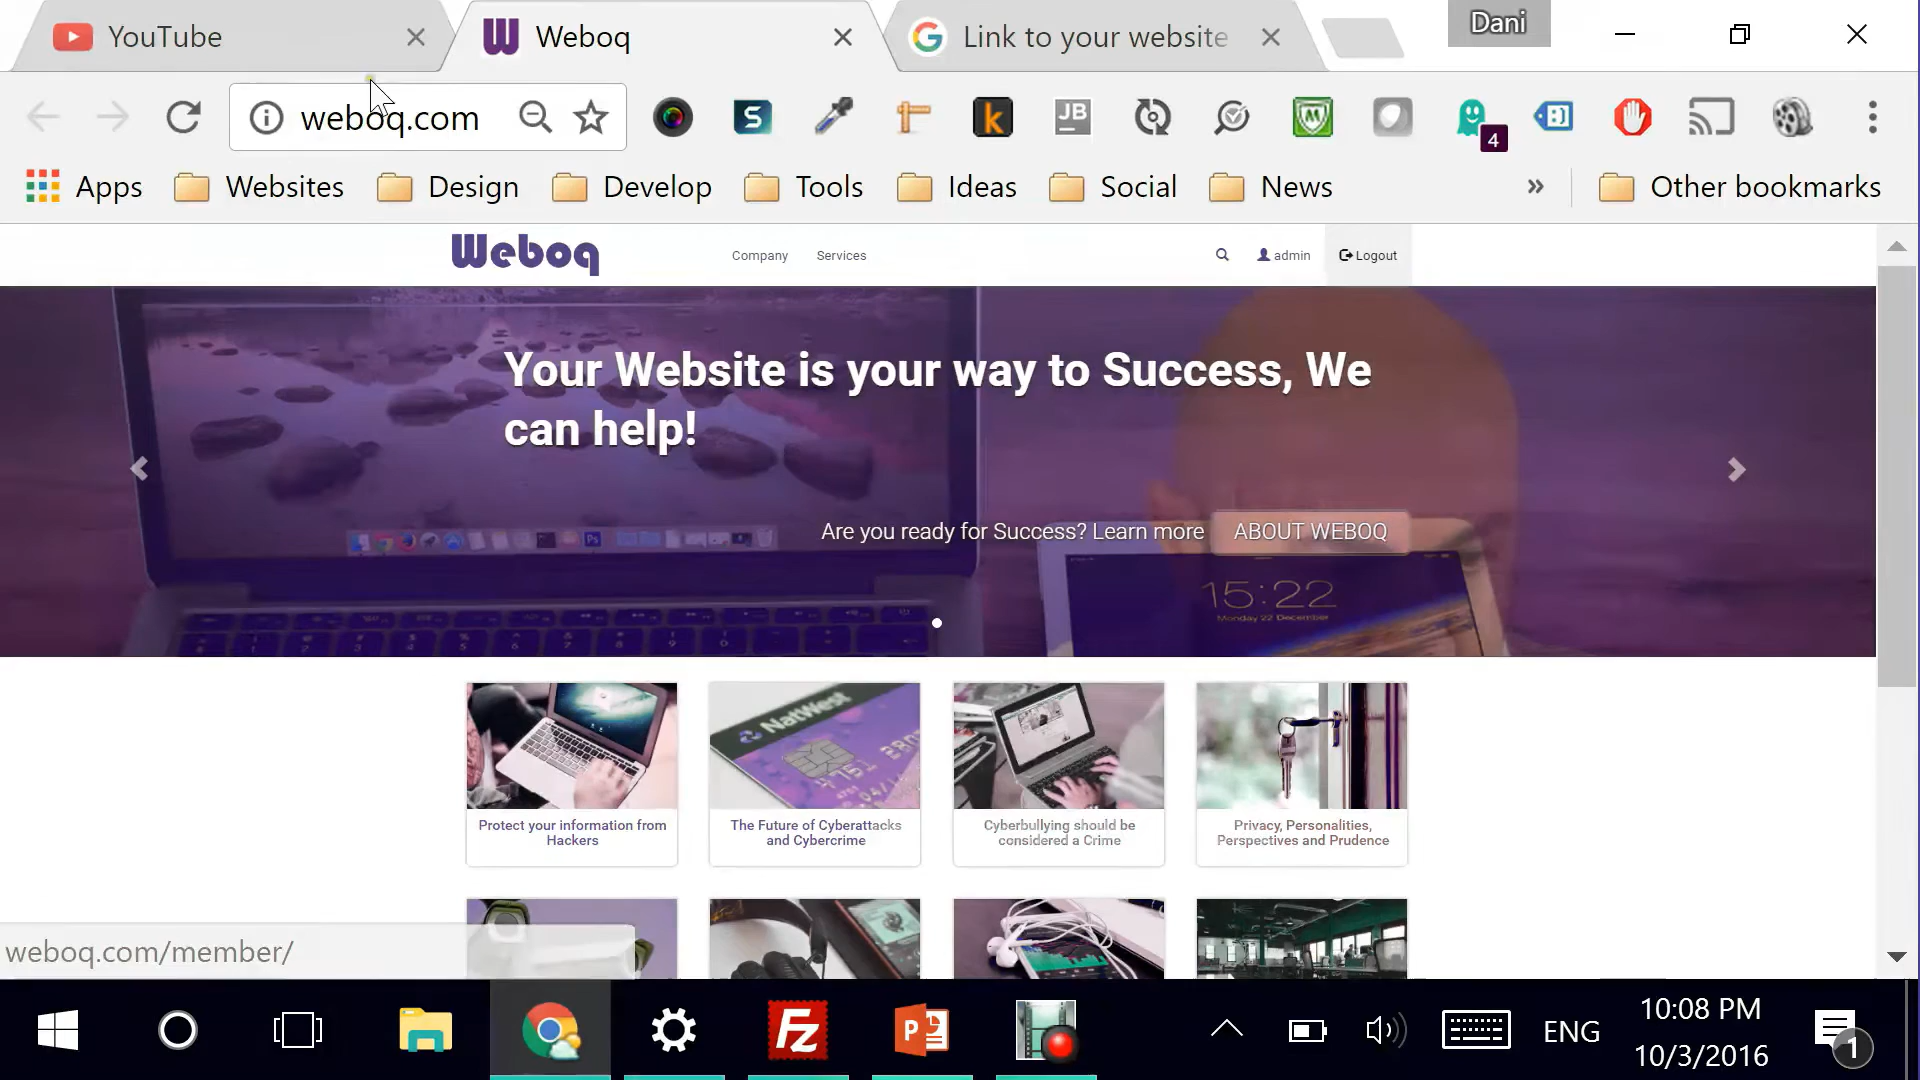 YouTube
Weboq
Link to your website
Dani
weboq.com
4
Apps
Websites
Design
Develop
Tools
Ideas
Social
News
»
Other bookmarks
Weboq
Company
Services
admin
Logout
Your Website is your way to Success, We
can help!
Are you ready for Success? Learn more
ABOUT WEBOQ
15:22
Monday 22 December
NatWest
Protect your information from
Hackers
The Future of Cyberattacks
and Cybercrime
Cyberbullying should be
considered a Crime
Privacy, Personalities,
Perspectives and Prudence
weboq.com/member/
ENG
10:08 PM
10/3/2016
1